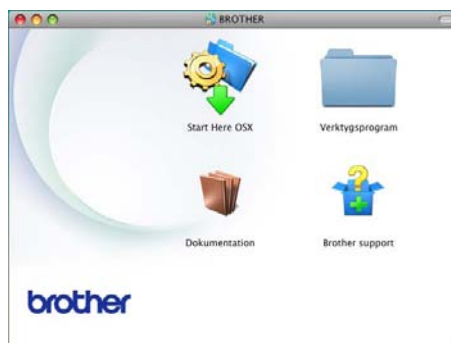 BROTHER
Start Here OSX
Verktygsprogram
Dokumentation
Brother support
brother